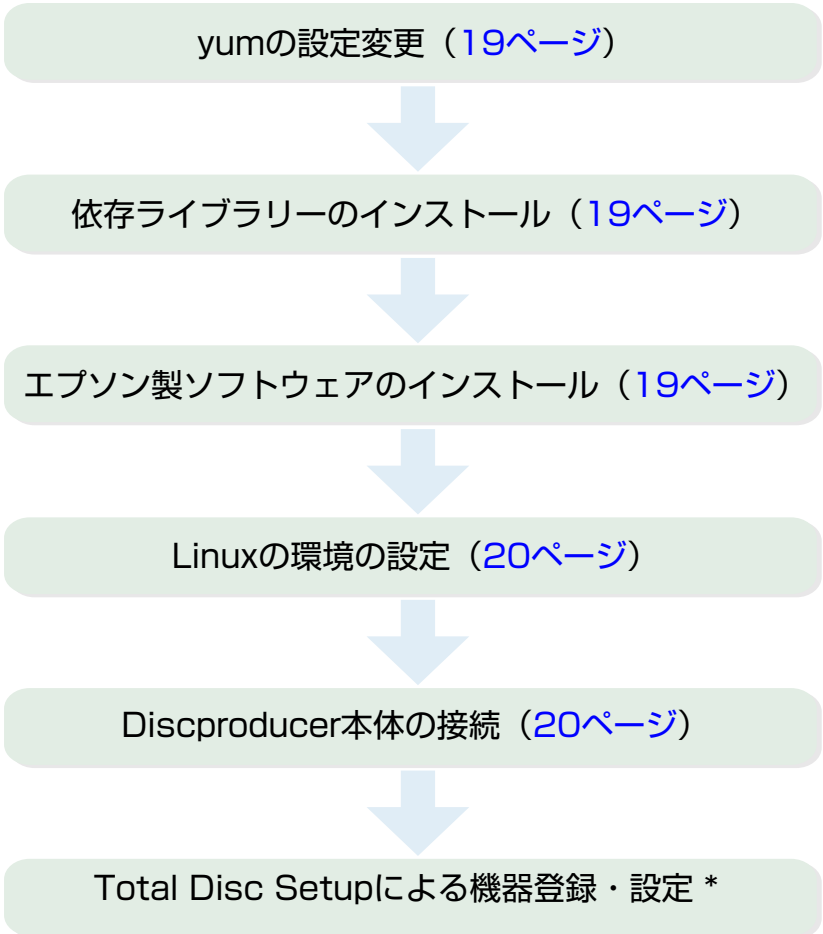 yumの設定変更（19ページ）
依存ライブラリーのインストール（19ページ）
エプソン製ソフトウェアのインストール（19ページ）
Linuxの環境の設定（20ページ）
Discproducer本体の接続（20ページ）
Total Disc Setupによる機器登録・設定 *